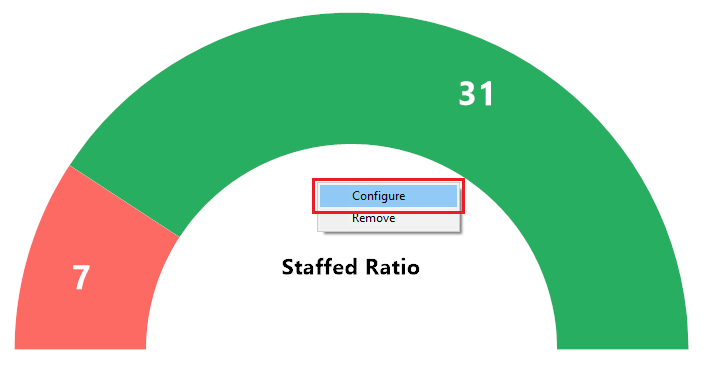 31
Configure
Remove
Staffed Ratio
7